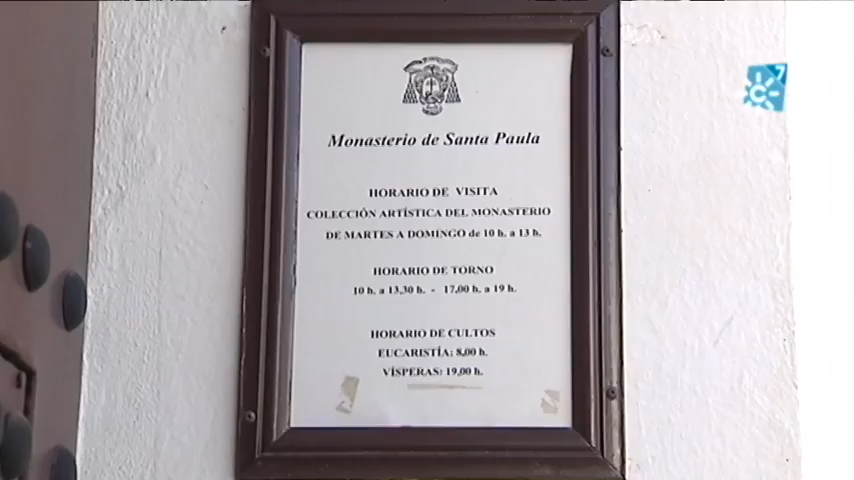 Monasterio de Santa Paula
HORARIO DE VISITA
COLECCIÓN ARTÍSTICA DEL MONASTERIO
DE MARTES A DOMINGO de 10 h. a 13 h.
HORARIO DE TORNO
10 h. a 13,30 h. - 17,00 h. a 19 h.
HORARIO DE CULTOS
EUCARISTÍA: 8,00 h.
VÍSPERAS: 19,00 h.